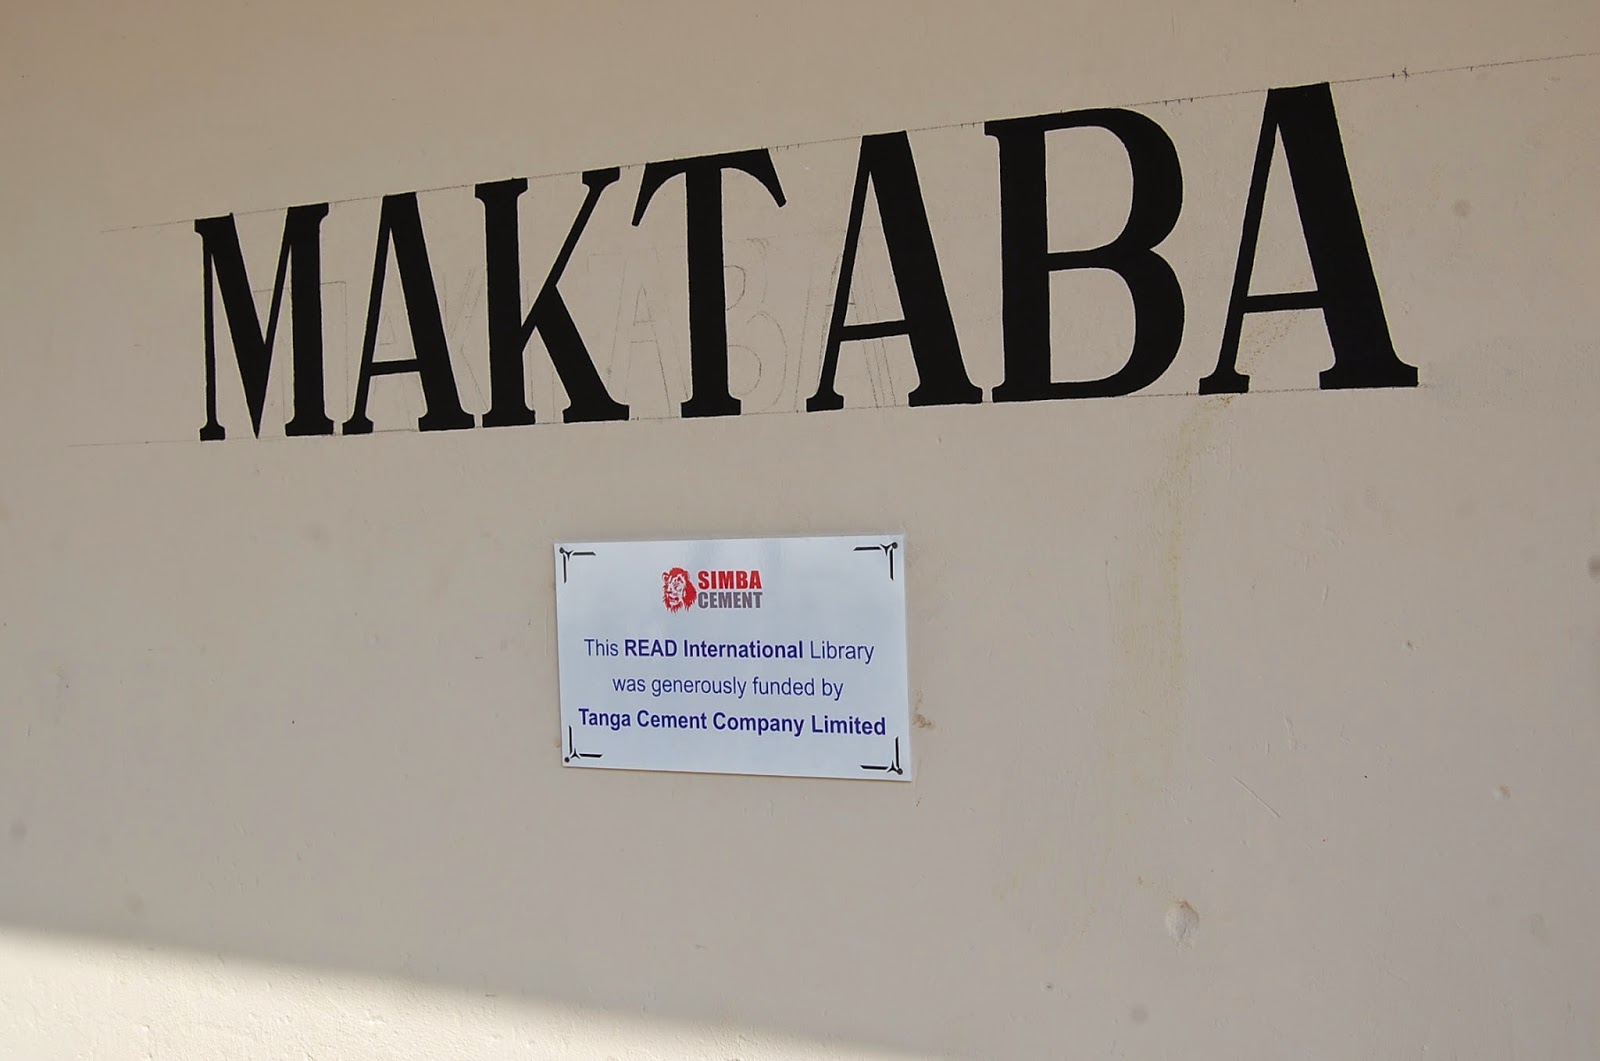 MAKTABA
SIMBA
CEMENT
This READ International Library
was generously funded by
Tanga Cement Company Limited